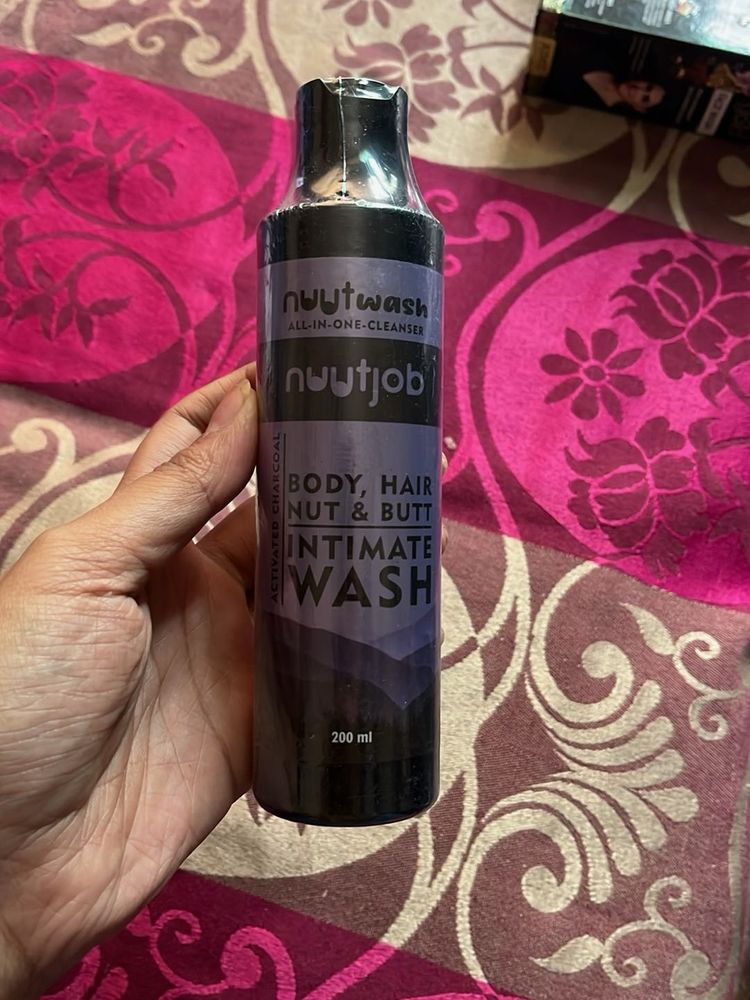 nuutwash
ALL-IN-ONE-CLEANSER
nuutjob
ACTIVATED CHARCOAL
BODY, HAIR
NUT & BUTT
INTIMATE
WASH
200 ml